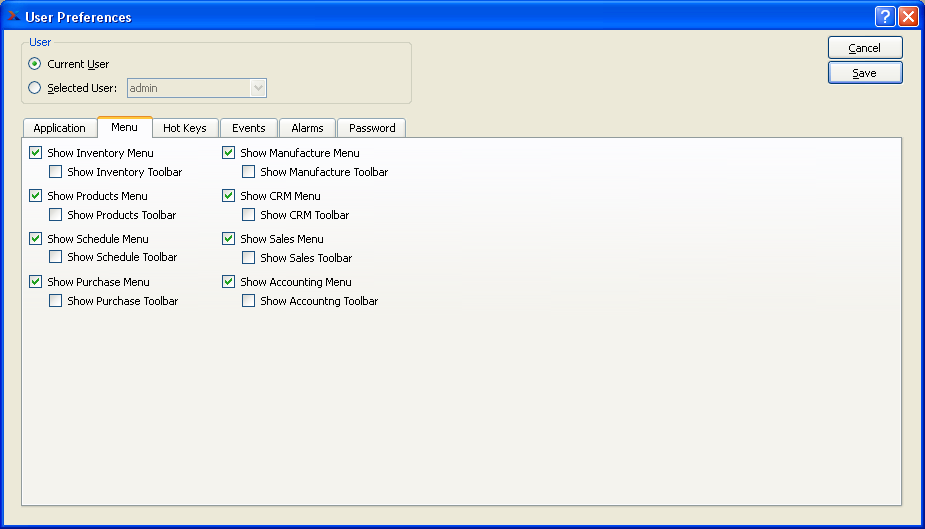 User Preferences
User
Current User
Selected User: admin
Cancel
Save
Application Menu Hot Keys Events Alarms Password
Show Inventory Menu Show Manufacture Menu
Show Inventory Toolbar Show Manufacture Toolbar
Show Products Menu Show CRM Menu
Show Products Toolbar Show CRM Toolbar
Show Schedule Menu Show Sales Menu
Show Schedule Toolbar Show Sales Toolbar
Show Purchase Menu Show Accounting Menu
Show Purchase Toolbar Show Accountng Toolbar